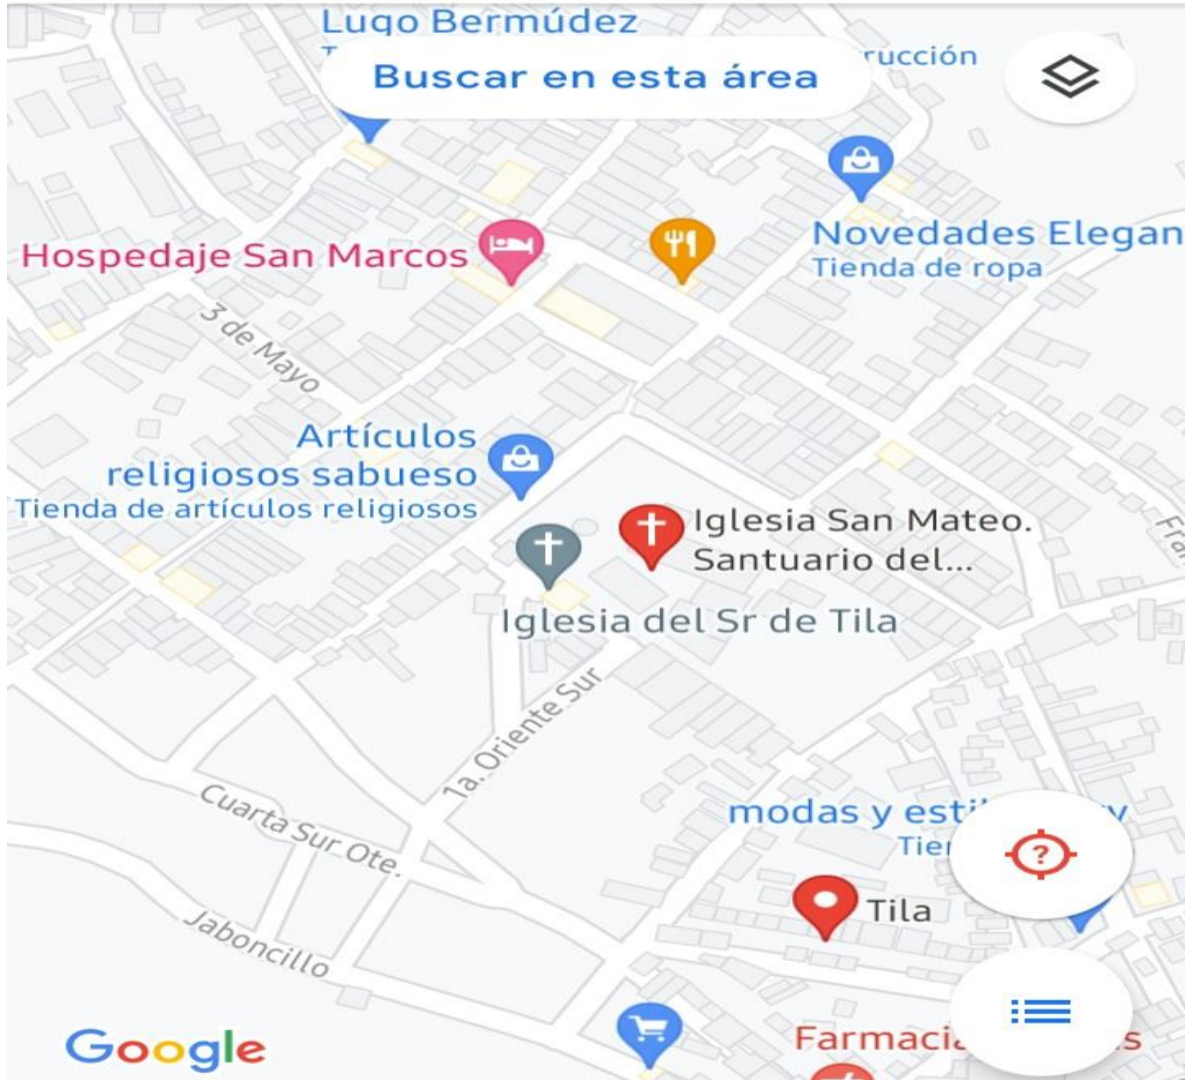 Lugo Bermúdez
rucción
Buscar en esta área
Novedades Elegan
Tienda de ropa
Hospedaje San Marcos
3 de Mayo
Artículos
religiosos sabueso
Tienda de artículos religiosos
Iglesia San Mateo.
Santuario del...
Fra
Iglesia del Sr de Tila
1a. Oriente Sur
Cuarta Sur Ote.
modas y esti
Tie
?
Tila
Jaboncillo
Farmacia
s
Google